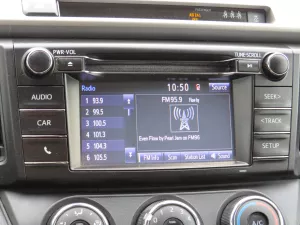 PWR·VOL
TUNE·SCROLL
Radio
10:50
Source
AUDIO
CAR
SEEK>
<TRACK
SETUP
1 93.9
2 99.5
3 100.5
4 101.3
5 104.3
6 105.5
FM 95.9
Even Flow by Pearl Jam on FM96
FM Info
Scan
Station List
Sound
A/C